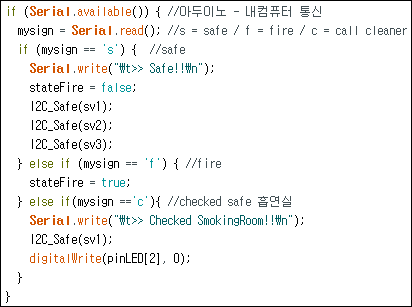 if (Serial.available()) { //아두미노 - 내컴퓨터 통신
mysign = Serial.read(); //s = safe / f = fire / c = call cleaner
if (mysign == 's') {  //safe
Serial.write("₩t>> Safe!!₩n");
stateFire = false;
I2C_Safe(sv1);
I2C_Safe(sv2);
I2C_Safe(sv3);
} else if (mysign == 'f') { //fire
stateFire = true;
} else if(mysign =='c'){ //checked safe 흡연실
Serial.write("₩t>> Checked SmokingRoom!!₩n");
I2C_Safe(sv1);
digitalWrite(pinLED[2], 0);
}
}